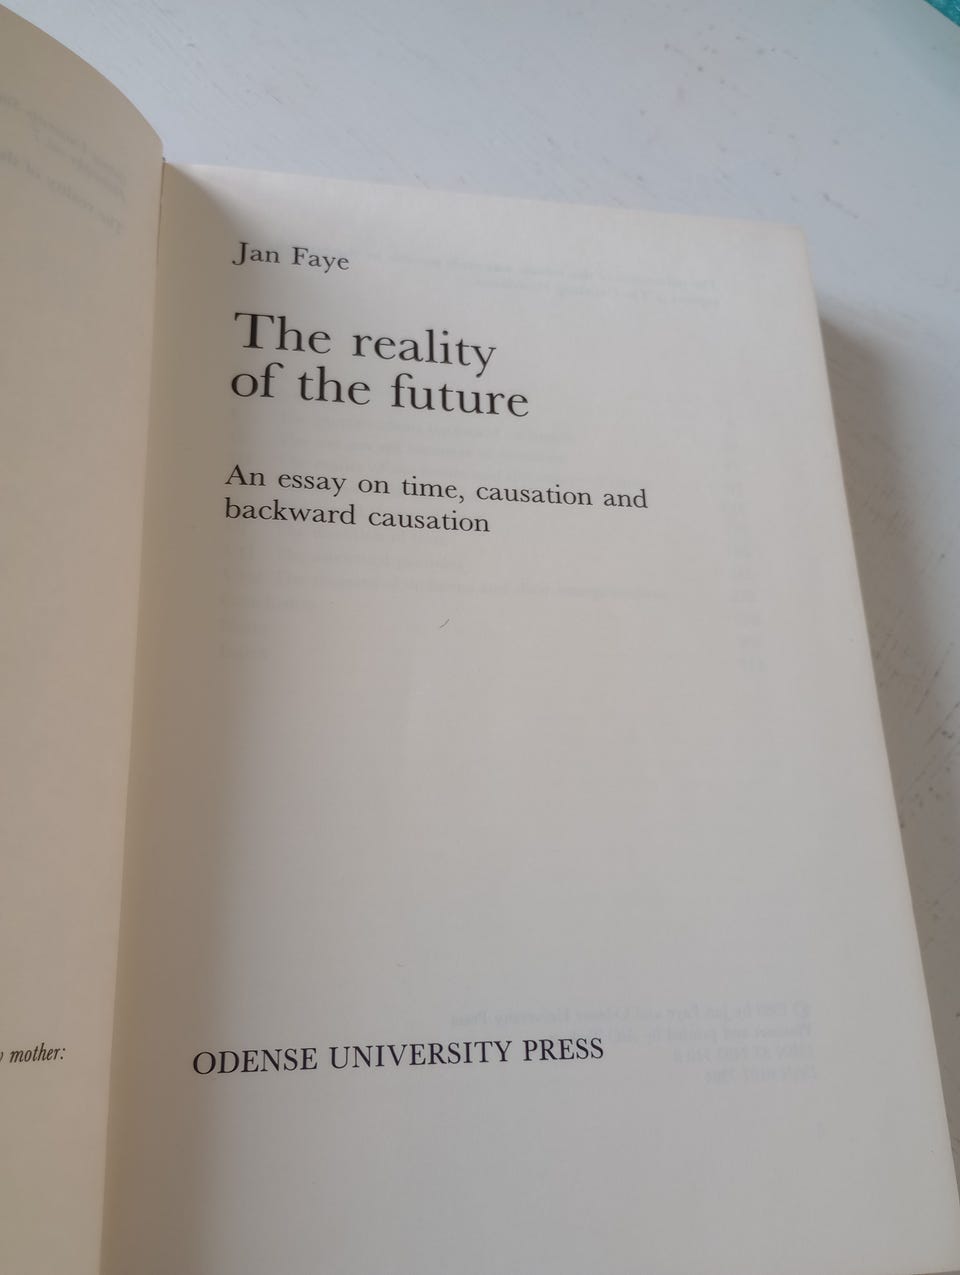 Jan Faye
The reality
of the future
An essay on time, causation and
backward causation
mother:
ODENSE UNIVERSITY PRESS